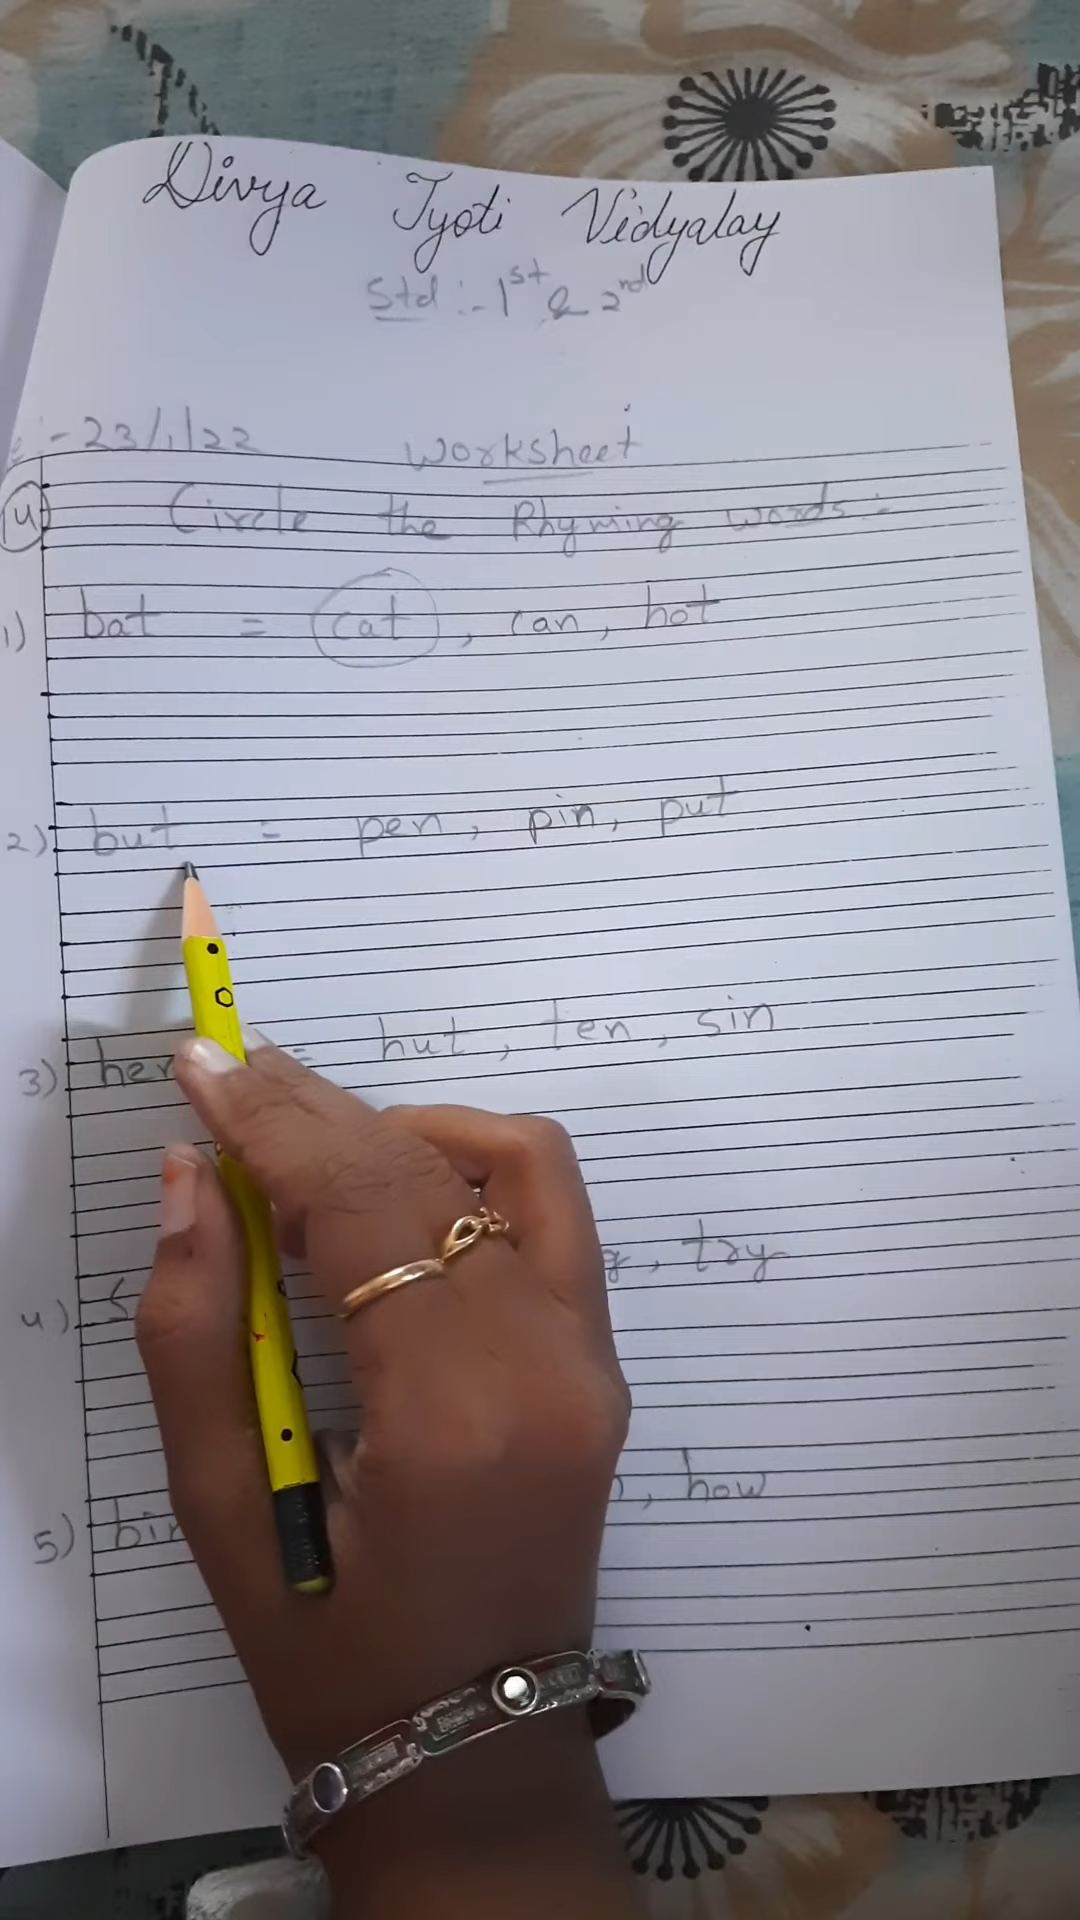 Divya Jyoti Vidyalay
Std :- 1st & 2nd
:- 23/1/22
Worksheet
4) Circle the Rhyming words :-
1) bat = cat, can, hot
2) but = pen, pin, put
3) = hut, ten, sin
4) , try
5) , how